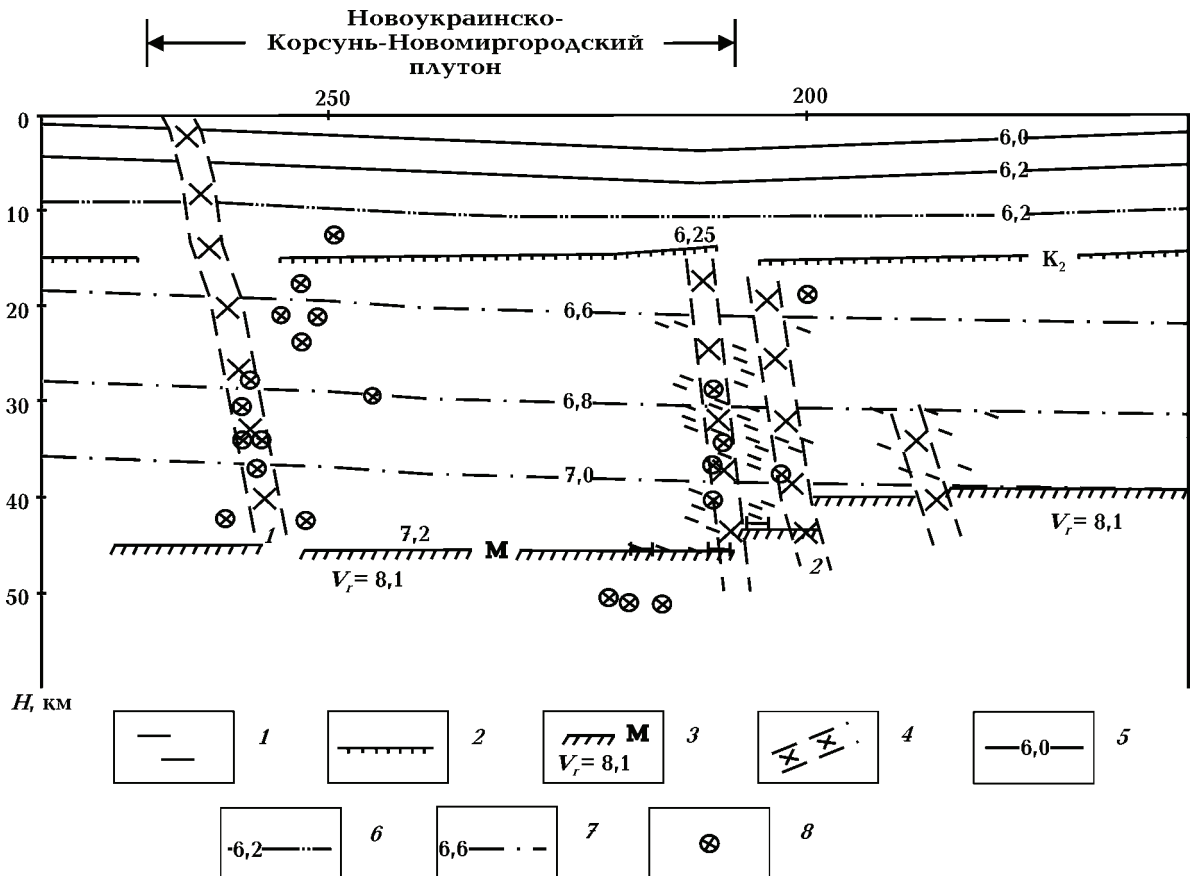 Новоукраинско-
Корсунь-Новомиргородский
плутон
250
200
0
6,0
6,2
10
6,2
6,25
К₂
20
6,6
30
6,8
7,0
40
1
7,2
М
2
Vᵣ= 8,1
Vᵣ= 8,1
50
H, км
1
2
М
Vᵣ= 8,1
3
4
6,0
5
6,2
6
6,6
7
8